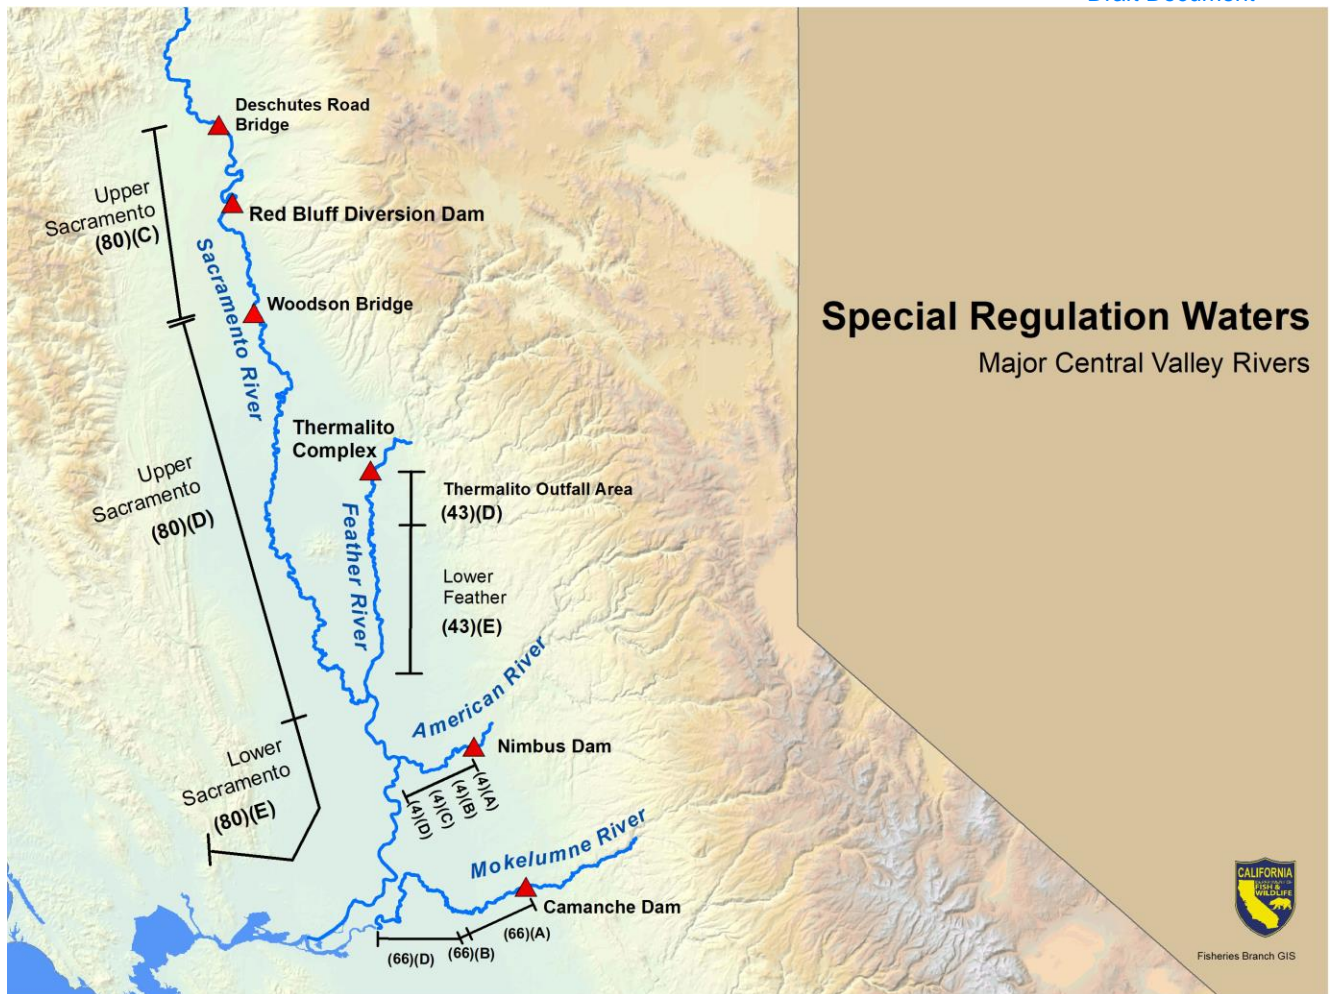 Draft Document
Deschutes Road
Bridge
Upper
Sacramento
(80)(C)
Red Bluff Diversion Dam
Sacramento River
Woodson Bridge
Special Regulation Waters
Major Central Valley Rivers
Thermalito
Complex
Upper
Sacramento
(80)(D)
Thermalito Outfall Area
(43)(D)
Feather River
Lower
Feather
(43)(E)
American River
Nimbus Dam
Lower
Sacramento
(80)(E)
(4)(A)
(4)(B)
(4)(C)
(4)(D)
Mokelumne River
Camanche Dam
(66)(A)
(66)(B)
(66)(D)
CALIFORNIA
FISH &
WILDLIFE
Fisheries Branch GIS